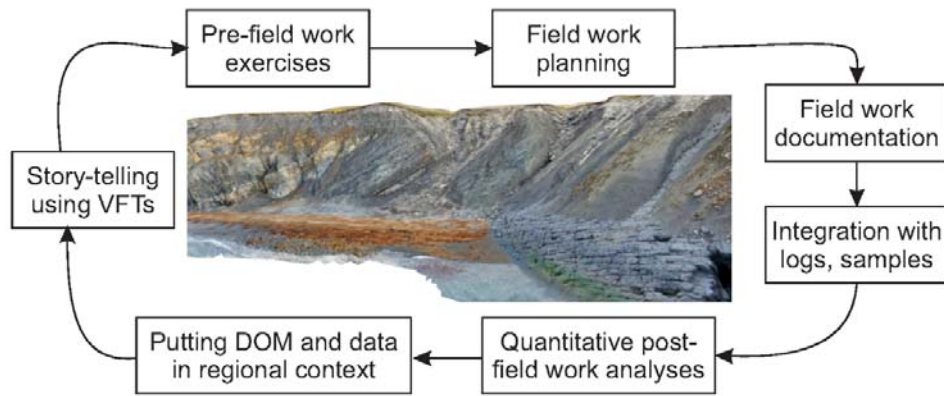 Pre-field work
exercises
Field work
planning
Field work
documentation
Integration with
logs, samples
Quantitative post-
field work analyses
Putting DOM and data
in regional context
Story-telling
using VFTs